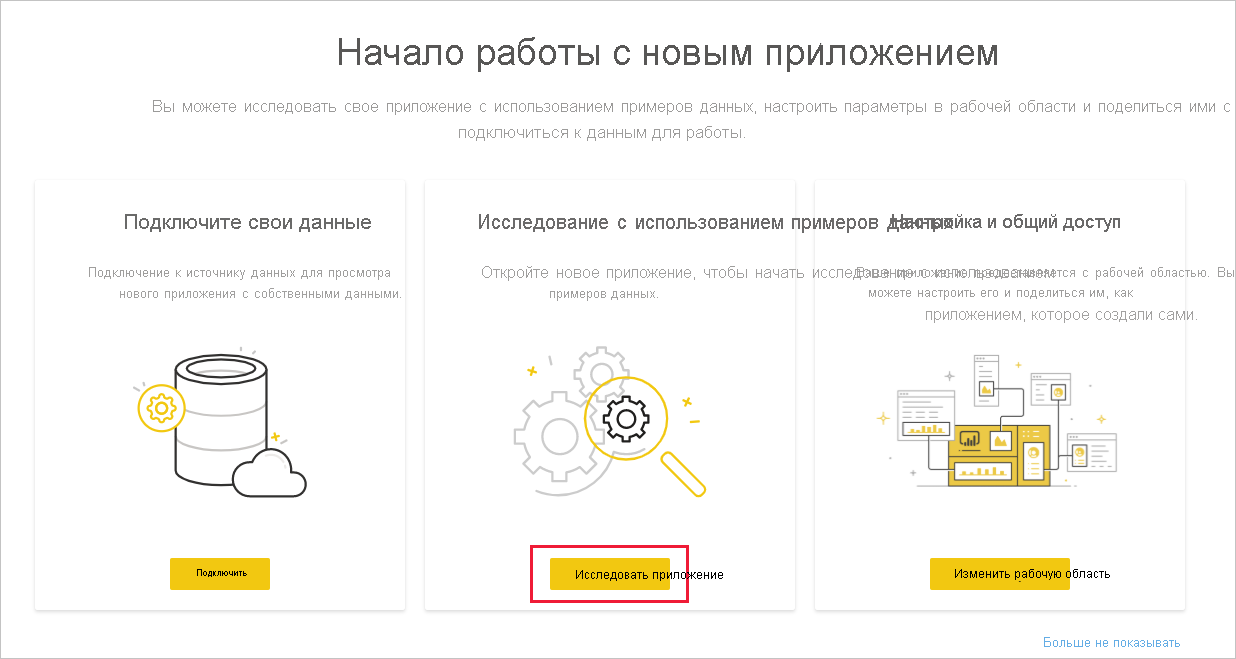 Начало работы с новым приложением
Вы можете исследовать свое приложение с использованием примеров данных, настроить параметры в рабочей области и поделиться ими с
подключиться к данным для работы.
Подключите свои данные
Подключение к источнику данных для просмотра
нового приложения с собственными данными.
Подключить
Исследование с использованием примеров данных
Откройте новое приложение, чтобы начать исследование с использованием
примеров данных.
Исследовать приложение
Настройка и общий доступ
Ваше приложение предоставляется с рабочей областью. Вы
можете настроить его и поделиться им, как
приложением, которое создали сами.
Изменить рабочую область
Больше не показывать